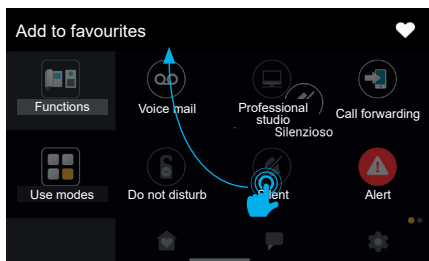 Add to favourites
Functions
Voice mail
Professional
studio
Silenzioso
Call forwarding
Use modes
Do not disturb
Silent
Alert